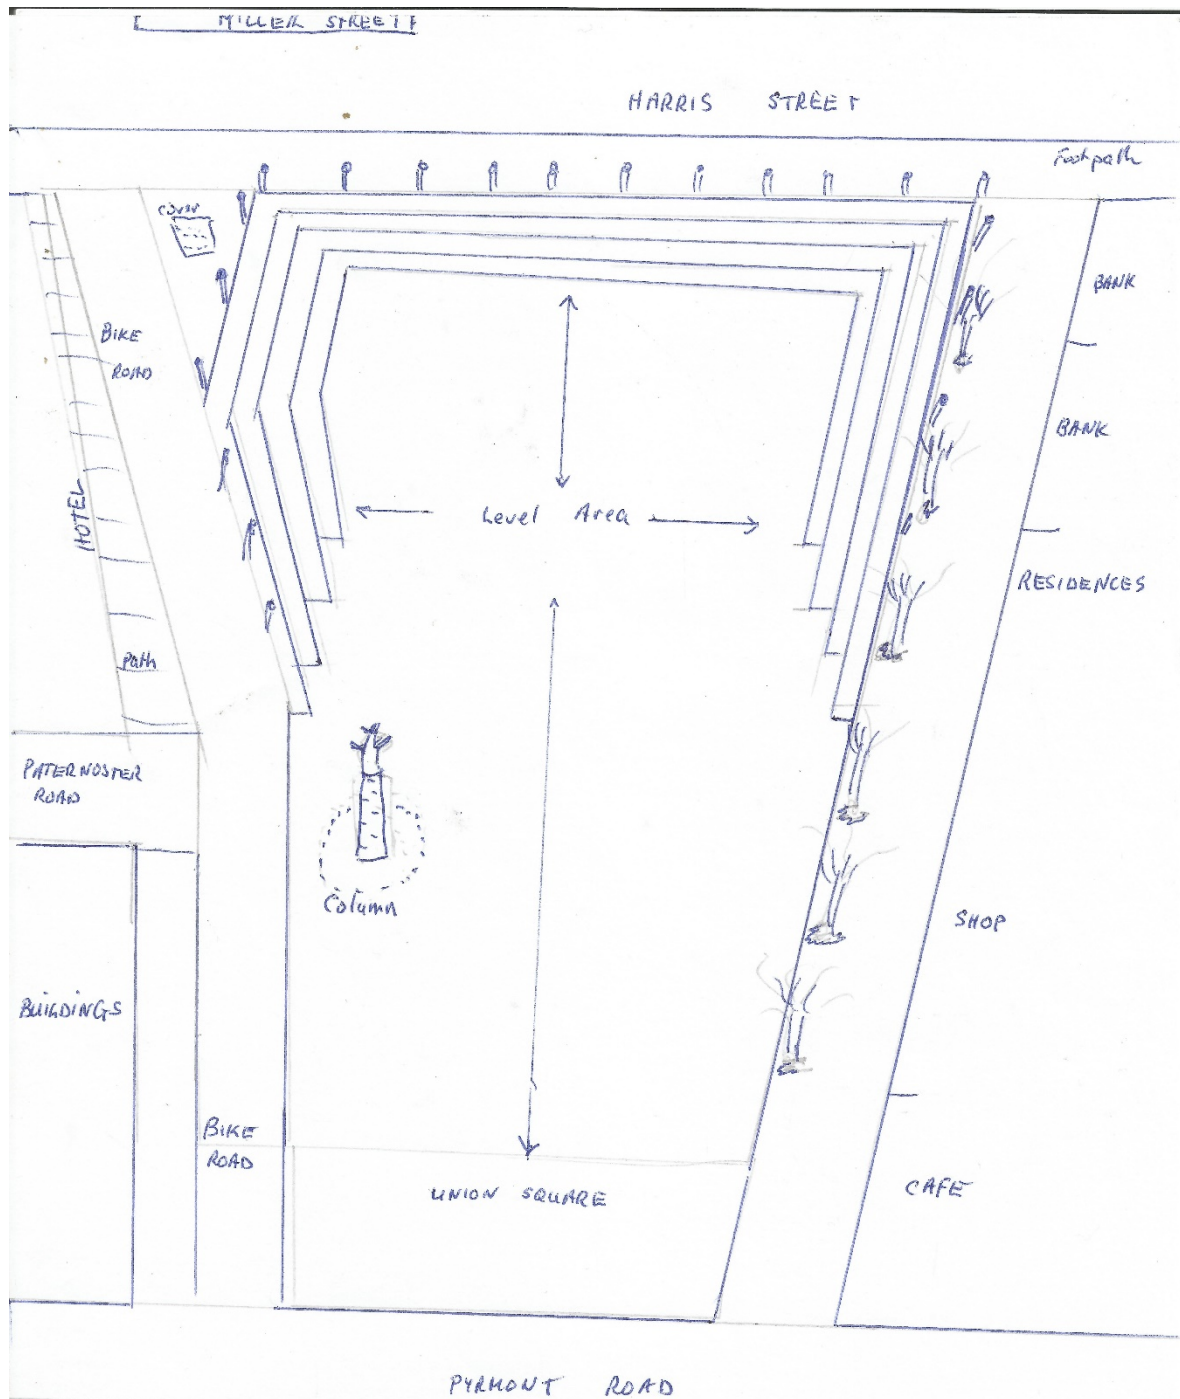 MILLER STREET
HARRIS STREET
Footpath
cover
BANK
BIKE
ROAD
BANK
HOTEL
Level Area
RESIDENCES
Path
PATERNOSTER
ROAD
Column
SHOP
BUILDINGS
BIKE
ROAD
CAFE
UNION SQUARE
PYRMONT ROAD